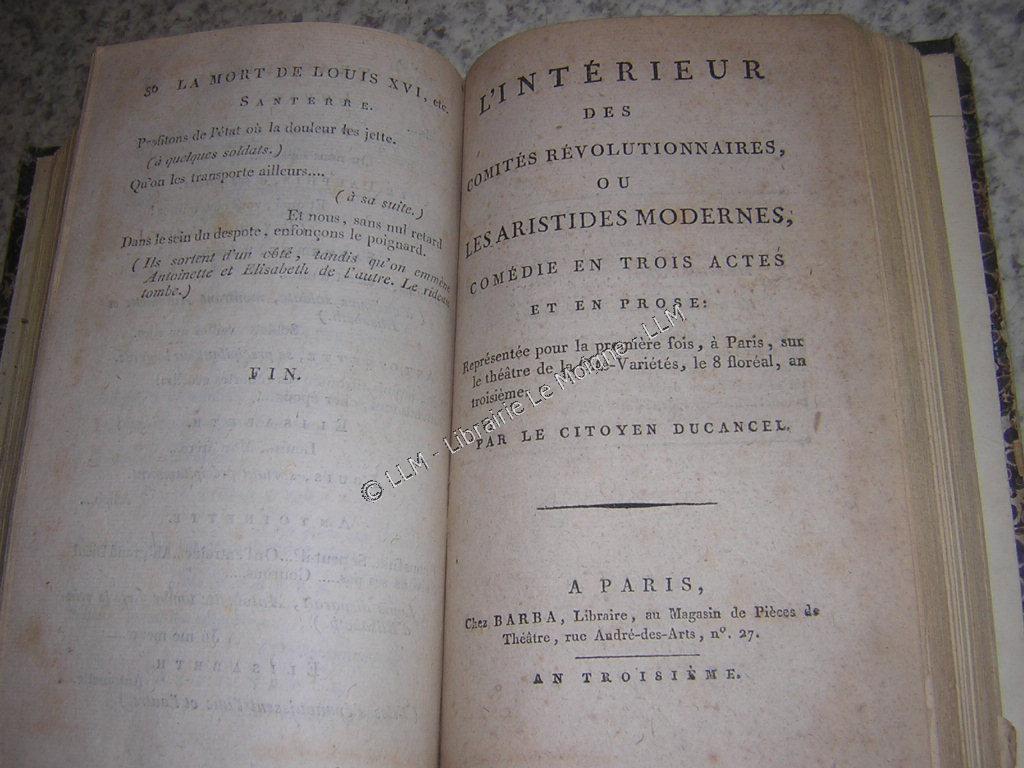 50 LA MORT DE LOUIS XVI, etc.
SANTERRE.
Profitons de l'état où la douleur les jette.
(à quelques soldats.)
Qu'on les transporte ailleurs....
(à sa suite.)
Et nous, sans nul retard
Dans le sein du despote, enfonçons le poignard.
(Ils sortent d'un côté, tandis qu'on emmène
Antoinette et Elisabeth de l'autre. Le rideau
tombe.)
FIN.
L'INTÉRIEUR
DES
COMITÉS RÉVOLUTIONNAIRES,
OU
LES ARISTIDES MODERNES,
COMÉDIE EN TROIS ACTES
ET EN PROSE:
Représentée pour la première fois, à Paris, sur
le théâtre de la Variétés, le 8 floréal, an
troisième.
PAR LE CITOYEN DUCANCEL.
A PARIS,
Chez BARBA, Libraire, au Magasin de Pièces de
Théâtre, rue André-des-Arts, n°. 27.
AN TROISIÈME.
© LLM - Librairie Le Moigne - LLM